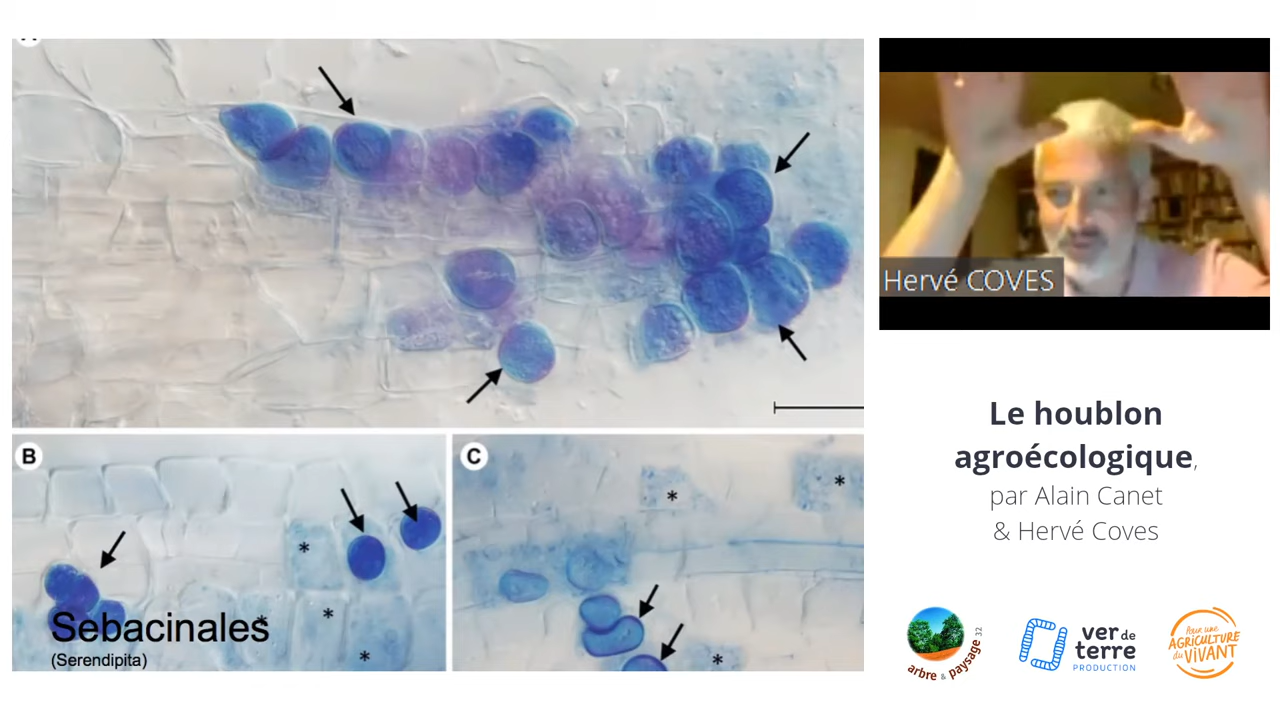 B
C
*
*
*
*
*
*
*
Sebacinales
(Serendipita)
Hervé COVES
Le houblon
agroécologique,
par Alain Canet
& Hervé Coves
arbre & paysage 32
ver de
terre
PRODUCTION
Pour une
AGRICULTURE
du VIVANT